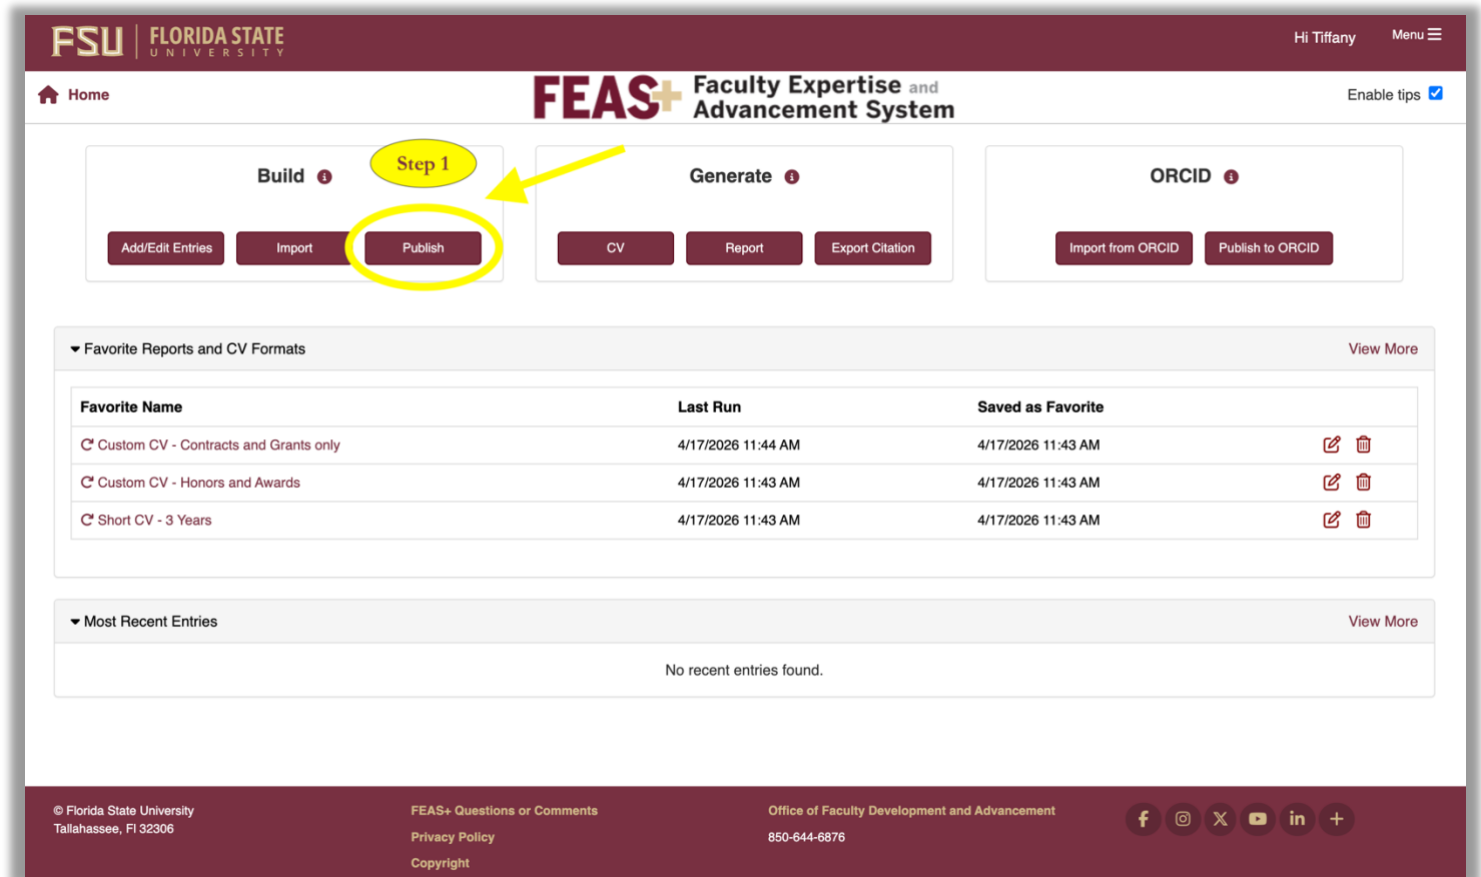 FSU FLORIDA STATE
UNIVERSITY
Hi Tiffany
Menu
Home
FEAS+ Faculty Expertise and
Advancement System
Enable tips
Build
Step 1
Generate
ORCID
Add/Edit Entries
Import
Publish
CV
Report
Export Citation
Import from ORCID
Publish to ORCID
Favorite Reports and CV Formats
View More
Favorite Name
Last Run
Saved as Favorite
Custom CV - Contracts and Grants only
4/17/2026 11:44 AM
4/17/2026 11:43 AM
Custom CV - Honors and Awards
4/17/2026 11:43 AM
4/17/2026 11:43 AM
Short CV - 3 Years
4/17/2026 11:43 AM
4/17/2026 11:43 AM
Most Recent Entries
View More
No recent entries found.
© Florida State University
Tallahassee, Fl 32306
FEAS+ Questions or Comments
Privacy Policy
Copyright
Office of Faculty Development and Advancement
850-644-6876